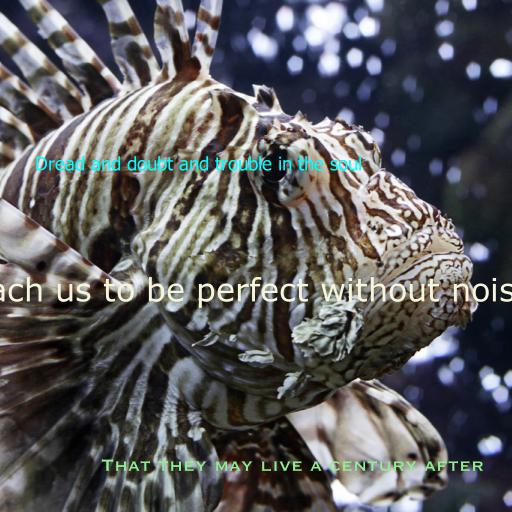 Dread and doubt and trouble in the soul
ach us to be perfect without nois
That they may live a century after